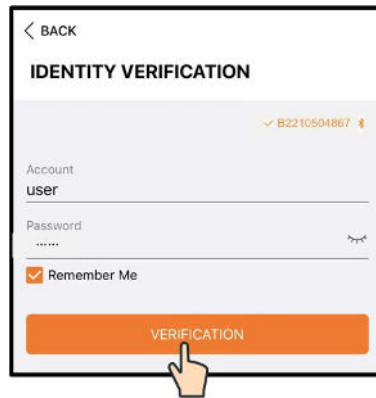 BACK
IDENTITY VERIFICATION
B2210504867
Account
user
Password
......
Remember Me
VERIFICATION